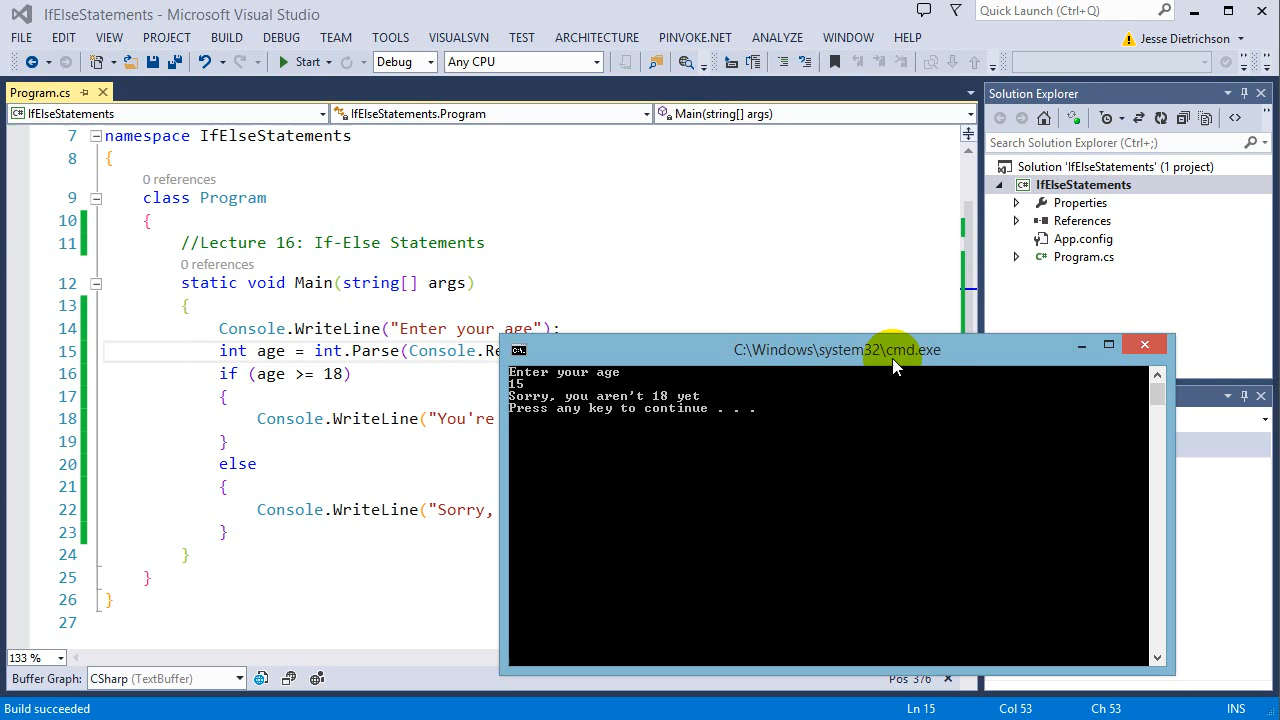 IfElseStatements - Microsoft Visual Studio
Quick Launch (Ctrl+Q)
FILE EDIT VIEW PROJECT BUILD DEBUG TEAM TOOLS VISUALSVN TEST ARCHITECTURE PINVOKE.NET ANALYZE WINDOW HELP
Jesse Dietrichson
Start Debug Any CPU
Program.cs
IfElseStatements IfElseStatements.Program Main(string[] args)
7 namespace IfElseStatements
8 {
0 references
9 class Program
10 {
11 //Lecture 16: If-Else Statements
0 references
12 static void Main(string[] args)
13 {
14 Console.WriteLine("Enter your age");
15 int age = int.Parse(Console.Re
16 if (age >= 18)
17 {
18 Console.WriteLine("You're
19 }
20 else
21 {
22 Console.WriteLine("Sorry,
23 }
24 }
25 }
26 }
27
133 %
Buffer Graph: CSharp (TextBuffer) Pos 376
Build succeeded Ln 15 Col 53 Ch 53 INS
Solution Explorer
Search Solution Explorer (Ctrl+;)
Solution 'IfElseStatements' (1 project)
C# IfElseStatements
Properties
References
App.config
C# Program.cs
C:\Windows\system32\cmd.exe
Enter your age
15
Sorry, you aren't 18 yet
Press any key to continue . . .